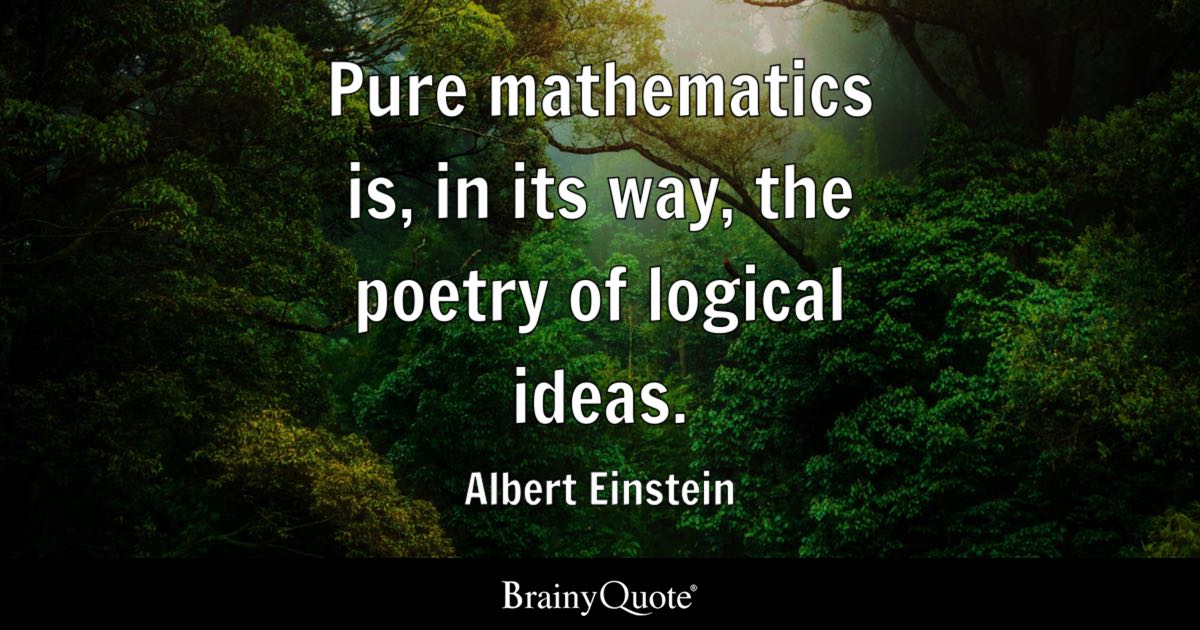 Pure mathematics
is, in its way, the
poetry of logical
ideas.
Albert Einstein
BrainyQuote®